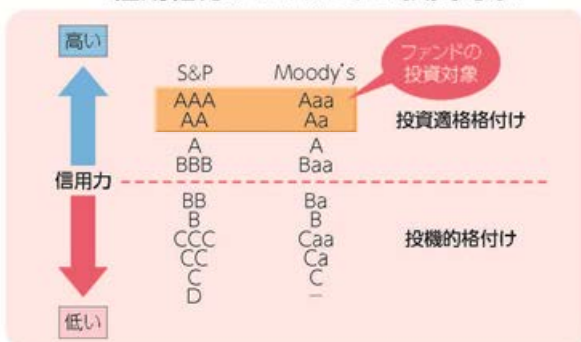 高い
ファンドの
投資対象
S&P Moody's
AAA Aaa
AA Aa
投資適格格付け
A A
BBB Baa
信用力
BB Ba
B B
CCC Caa
投機的格付け
CC Ca
C C
D −
低い